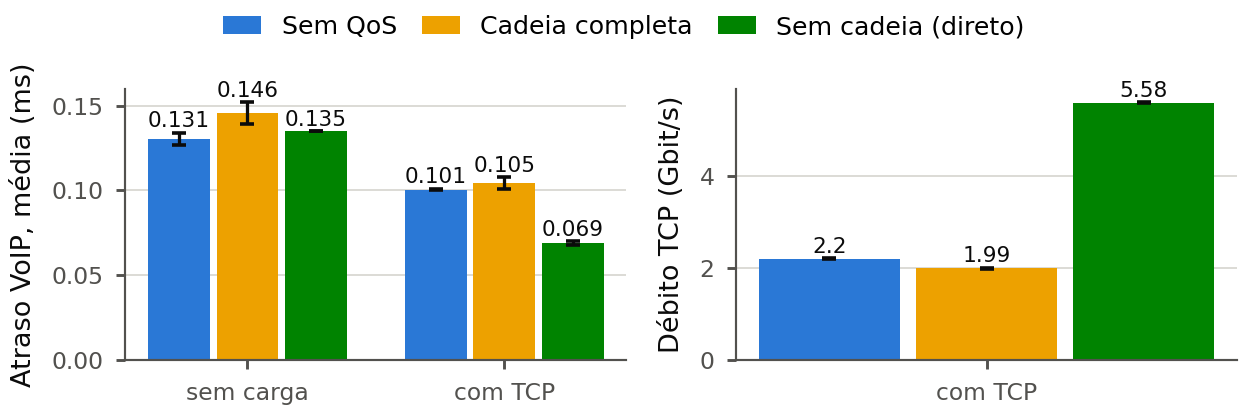 Sem QoS Cadeia completa Sem cadeia (direto)
Atraso VoIP, média (ms)
0.15
0.10
0.05
0.00
0.131
0.146
0.135
0.101
0.105
0.069
sem carga
com TCP
Débito TCP (Gbit/s)
4
2
0
2.2
1.99
5.58
com TCP